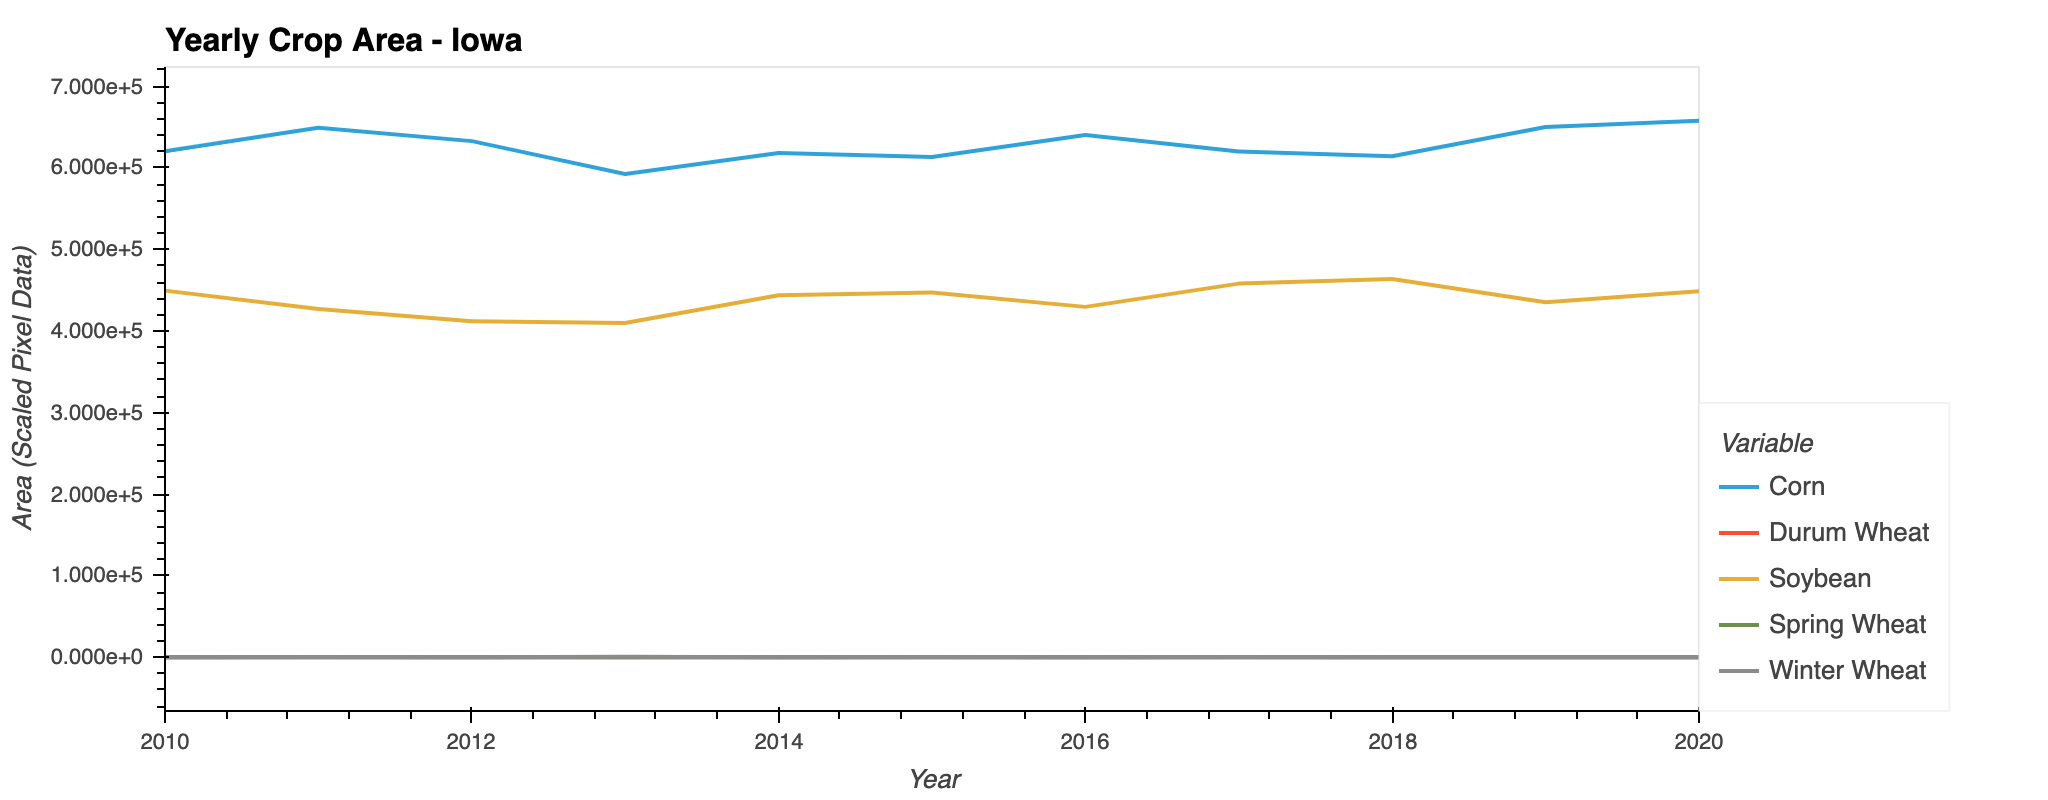 Yearly Crop Area - Iowa
7.000e+5
6.000e+5
5.000e+5
4.000e+5
3.000e+5
2.000e+5
1.000e+5
0.000e+0
Area (Scaled Pixel Data)
2010 2012 2014 2016 2018 2020
Year
Variable
Corn
Durum Wheat
Soybean
Spring Wheat
Winter Wheat